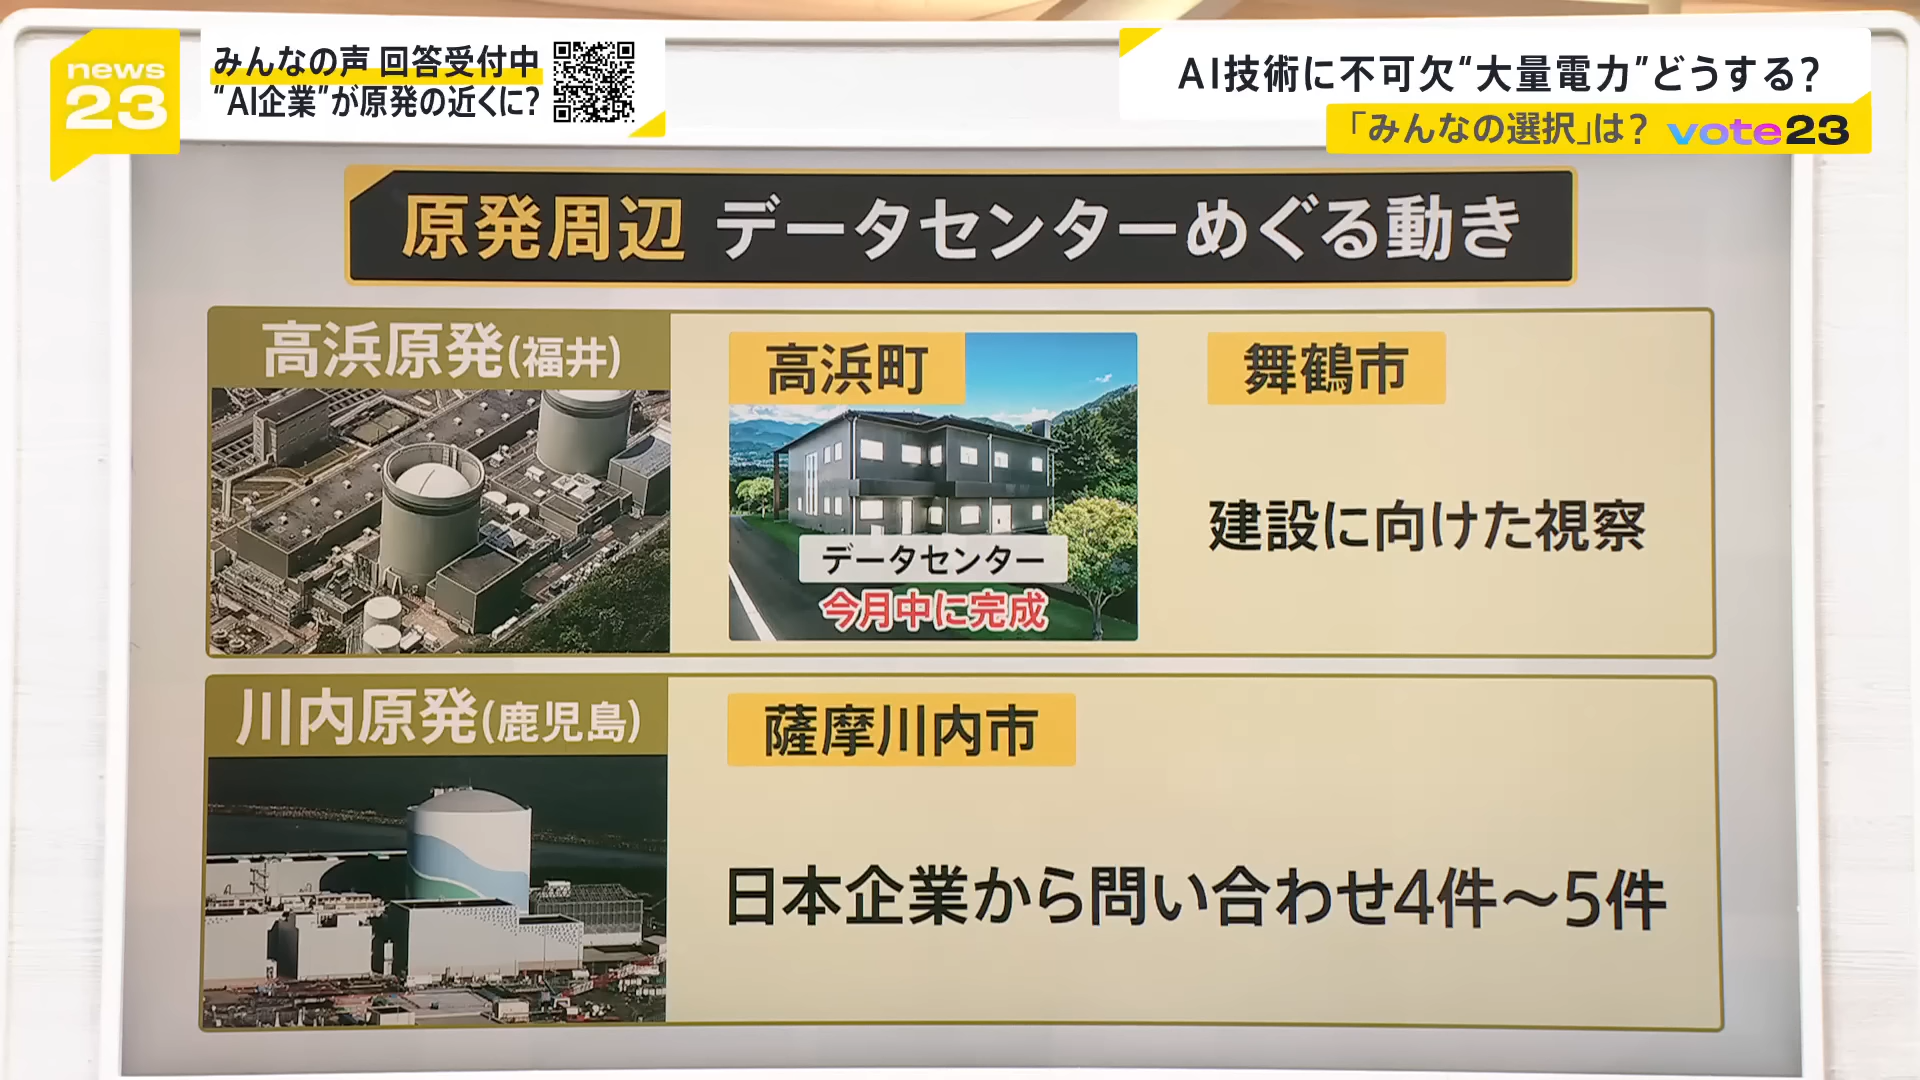 news
23
みんなの声 回答受付中
“AI企業”が原発の近くに?
AI技術に不可欠“大量電力”どうする?
「みんなの選択」は? vote23
原発周辺 データセンターめぐる動き
高浜原発(福井)
高浜町
データセンター
今月中に完成
舞鶴市
建設に向けた視察
川内原発(鹿児島)
薩摩川内市
日本企業から問い合わせ4件～5件